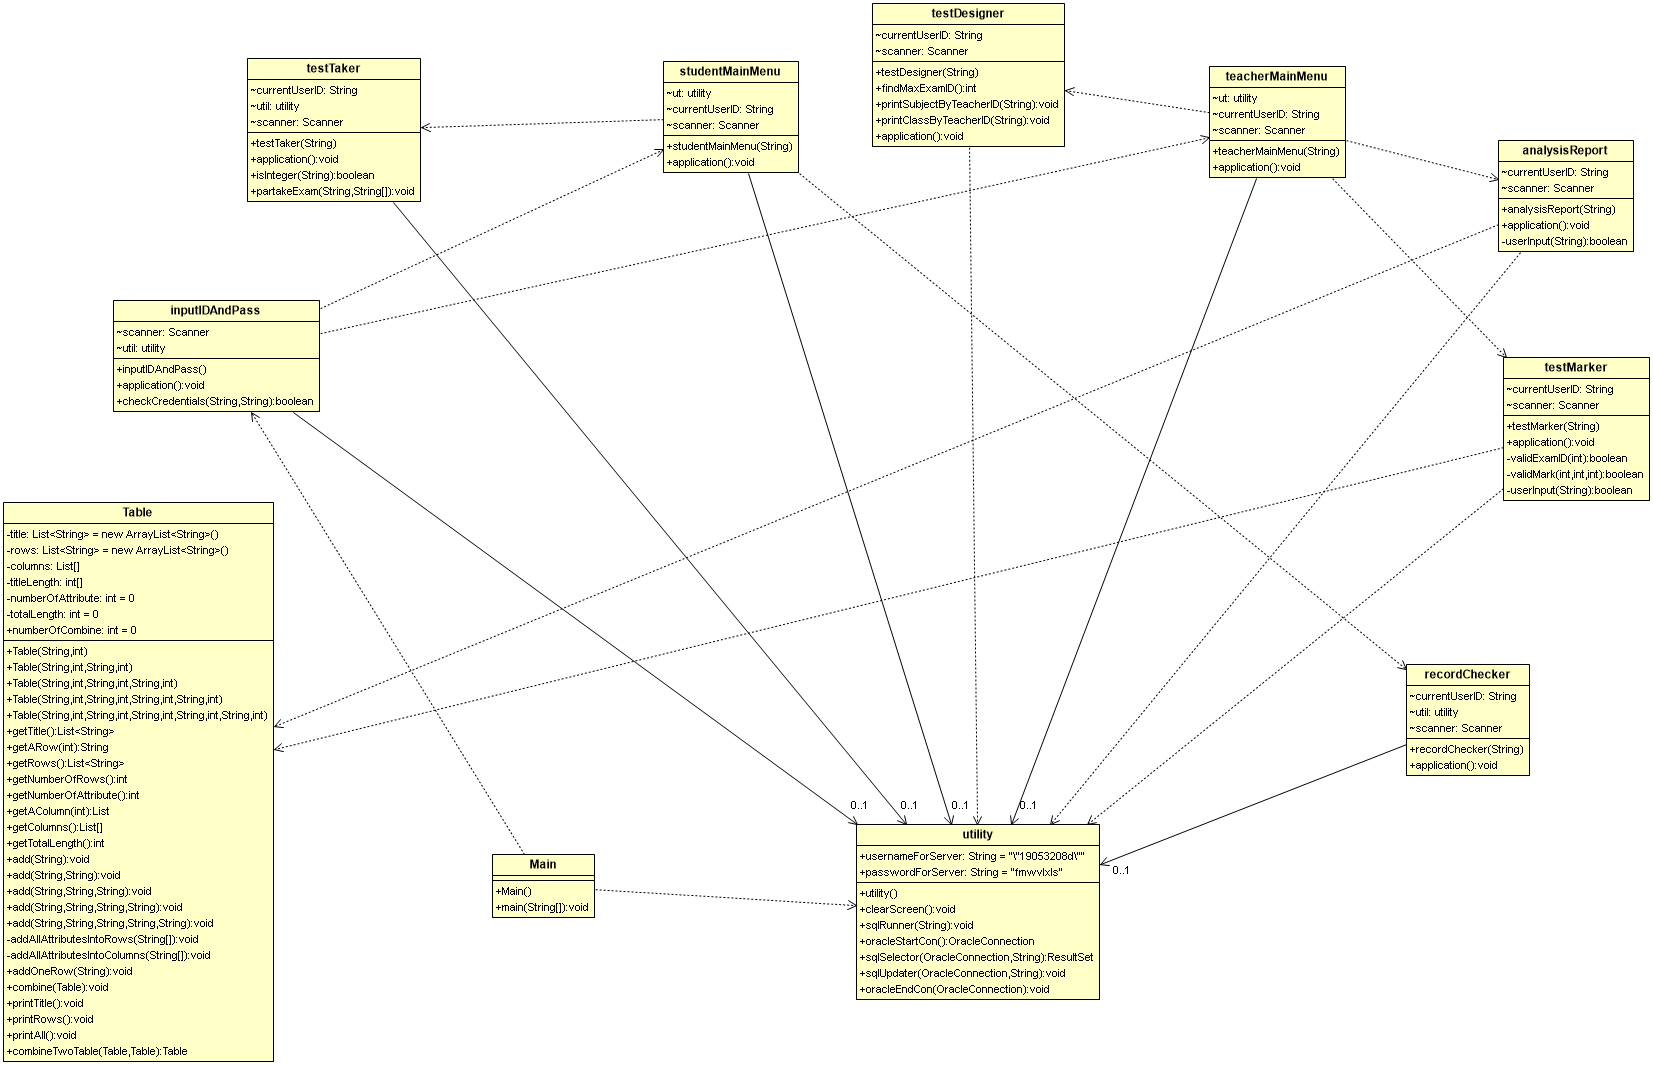 testDesigner
~currentUserID: String
~scanner: Scanner
+testDesigner(String)
+findMaxExamID():int
+printSubjectByTeacherID(String):void
+printClassByTeacherID(String):void
+application():void
testTaker
~currentUserID: String
~util: utility
~scanner: Scanner
+testTaker(String)
+application():void
+isInteger(String):boolean
+partakeExam(String,String[]):void
studentMainMenu
~ut: utility
~currentUserID: String
~scanner: Scanner
+studentMainMenu(String)
+application():void
teacherMainMenu
~ut: utility
~currentUserID: String
~scanner: Scanner
+teacherMainMenu(String)
+application():void
analysisReport
~currentUserID: String
~scanner: Scanner
+analysisReport(String)
+application():void
-userInput(String):boolean
inputIDAndPass
~scanner: Scanner
~util: utility
+inputIDAndPass()
+application():void
+checkCredentials(String,String):boolean
testMarker
~currentUserID: String
~scanner: Scanner
+testMarker(String)
+application():void
-validExamID(int):boolean
-validMark(int,int,int):boolean
-userInput(String):boolean
Table
-title: List<String> = new ArrayList<String>()
-rows: List<String> = new ArrayList<String>()
-columns: List[]
-titleLength: int[]
-numberOfAttribute: int = 0
-totalLength: int = 0
+numberOfCombine: int = 0
+Table(String,int)
+Table(String,int,String,int)
+Table(String,int,String,int,String,int)
+Table(String,int,String,int,String,int,String,int)
+Table(String,int,String,int,String,int,String,int,String,int)
+getTitle():List<String>
+getARow(int):String
+getRows():List<String>
+getNumberOfRows():int
+getNumberOfAttribute():int
+getAColumn(int):List
+getColumns():List[]
+getTotalLength():int
+add(String):void
+add(String,String):void
+add(String,String,String):void
+add(String,String,String,String):void
+add(String,String,String,String,String):void
-addAllAttributesIntoRows(String[]):void
-addAllAttributesIntoColumns(String[]):void
+addOneRow(String):void
+combine(Table):void
+printTitle():void
+printRows():void
+printAll():void
+combineTwoTable(Table,Table):Table
recordChecker
~currentUserID: String
~util: utility
~scanner: Scanner
+recordChecker(String)
+application():void
0..1
0..1
0..1
0..1
0..1
utility
+usernameForServer: String = "\"19053208d\""
+passwordForServer: String = "fmwvlxls"
+utility()
+clearScreen():void
+sqlRunner(String):void
+oracleStartCon():OracleConnection
+sqlSelector(OracleConnection,String):ResultSet
+sqlUpdater(OracleConnection,String):void
+oracleEndCon(OracleConnection):void
Main
+Main()
+main(String[]):void